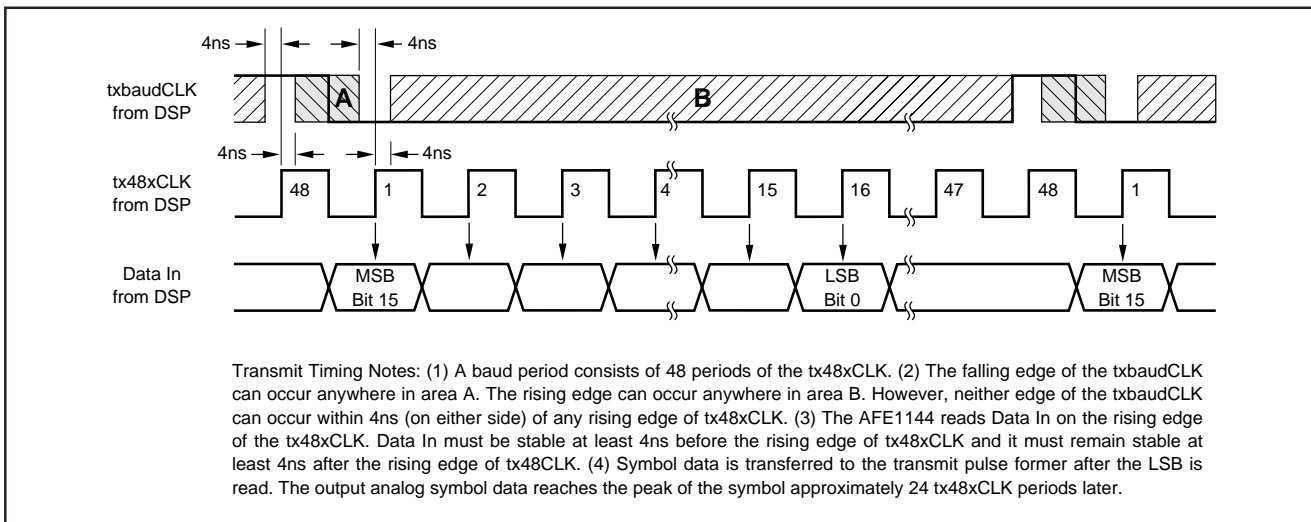 4ns
4ns
txbaudCLK
from DSP
A
B
4ns
4ns
tx48xCLK
from DSP
48
1
2
3
4
15
16
47
48
1
Data In
from DSP
MSB
Bit 15
LSB
Bit 0
MSB
Bit 15
Transmit Timing Notes: (1) A baud period consists of 48 periods of the tx48xCLK. (2) The falling edge of the txbaudCLK
can occur anywhere in area A. The rising edge can occur anywhere in area B. However, neither edge of the txbaudCLK
can occur within 4ns (on either side) of any rising edge of tx48xCLK. (3) The AFE1144 reads Data In on the rising edge
of the tx48xCLK. Data In must be stable at least 4ns before the rising edge of tx48xCLK and it must remain stable at
least 4ns after the rising edge of tx48CLK. (4) Symbol data is transferred to the transmit pulse former after the LSB is
read. The output analog symbol data reaches the peak of the symbol approximately 24 tx48xCLK periods later.